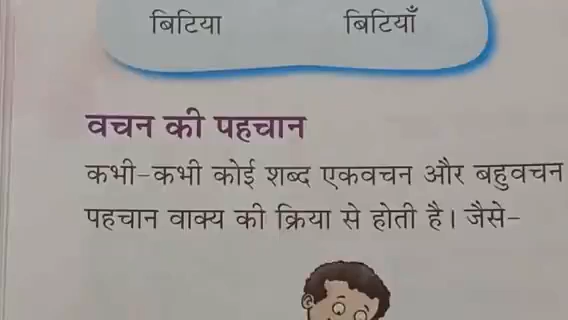 बिटिया बिटियाँ
वचन की पहचान
कभी-कभी कोई शब्द एकवचन और बहुवचन
पहचान वाक्य की क्रिया से होती है। जैसे-